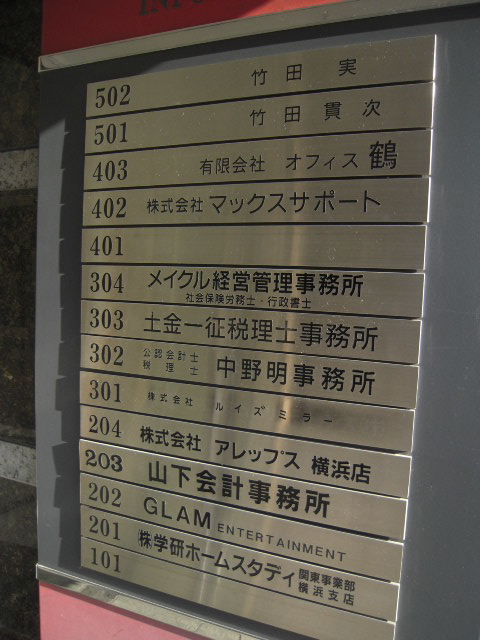 502 竹田 実
501 竹田 貫次
403 有限会社 オフィス 鶴
402 株式会社 マックスサポート
401
304 メイクル経営管理事務所
社会保険労務士・行政書士
303 土金一征税理士事務所
302 公認会計士 税理士 中野明事務所
301 株式会社 ルイズミラー
204 株式会社 アレップス 横浜店
203 山下会計事務所
202 GLAM ENTERTAINMENT
201 ㈱学研ホームスタディ 関東事業部 横浜支店
101